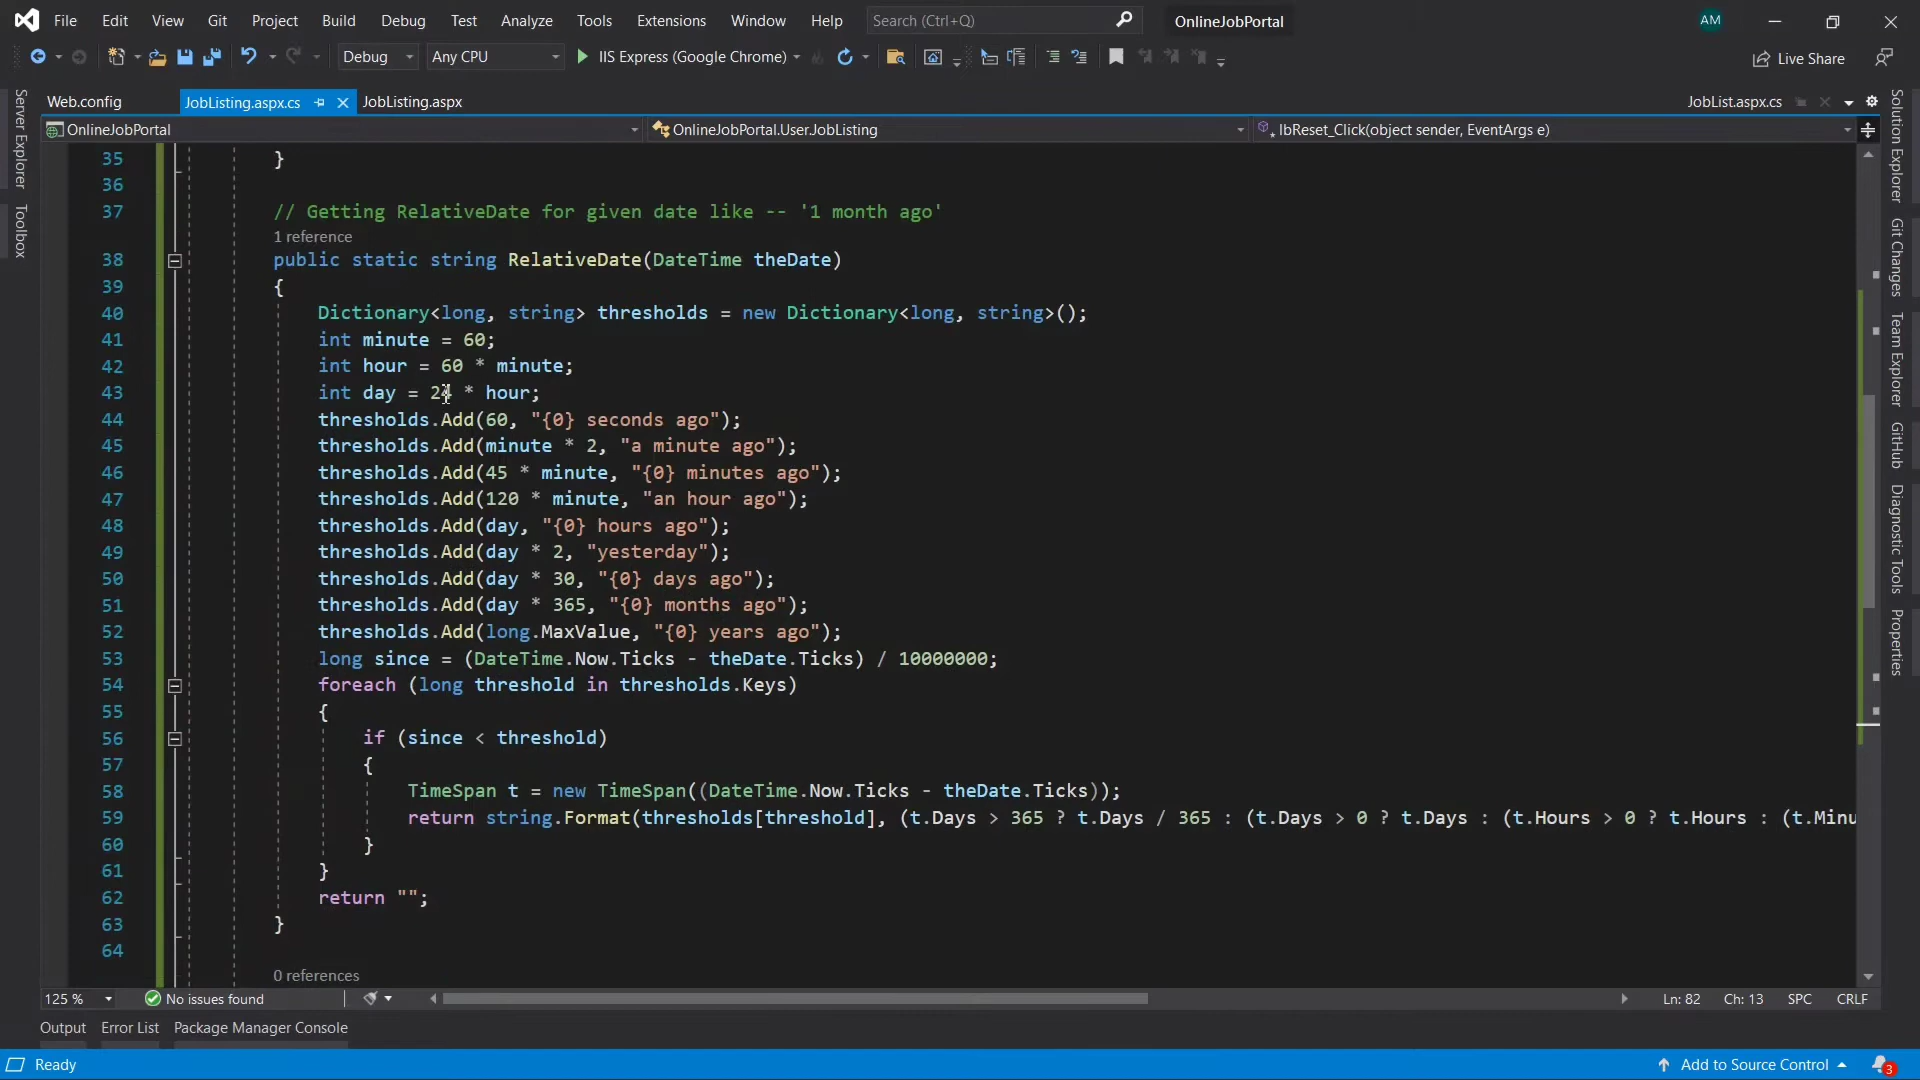 File Edit View Git Project Build Debug Test Analyze Tools Extensions Window Help Search (Ctrl+Q) OnlineJobPortal AM
Debug Any CPU IIS Express (Google Chrome) Live Share
Web.config JobListing.aspx.cs JobListing.aspx JobList.aspx.cs
OnlineJobPortal OnlineJobPortal.User.JobListing lbReset_Click(object sender, EventArgs e)
Server Explorer
Toolbox
35 }
36
37 // Getting RelativeDate for given date like -- '1 month ago'
1 reference
38 public static string RelativeDate(DateTime theDate)
39 {
40 Dictionary<long, string> thresholds = new Dictionary<long, string>();
41 int minute = 60;
42 int hour = 60 * minute;
43 int day = 24 * hour;
44 thresholds.Add(60, "{0} seconds ago");
45 thresholds.Add(minute * 2, "a minute ago");
46 thresholds.Add(45 * minute, "{0} minutes ago");
47 thresholds.Add(120 * minute, "an hour ago");
48 thresholds.Add(day, "{0} hours ago");
49 thresholds.Add(day * 2, "yesterday");
50 thresholds.Add(day * 30, "{0} days ago");
51 thresholds.Add(day * 365, "{0} months ago");
52 thresholds.Add(long.MaxValue, "{0} years ago");
53 long since = (DateTime.Now.Ticks - theDate.Ticks) / 10000000;
54 foreach (long threshold in thresholds.Keys)
55 {
56 if (since < threshold)
57 {
58 TimeSpan t = new TimeSpan((DateTime.Now.Ticks - theDate.Ticks));
59 return string.Format(thresholds[threshold], (t.Days > 365 ? t.Days / 365 : (t.Days > 0 ? t.Days : (t.Hours > 0 ? t.Hours : (t.Minu
60 }
61 }
62 return "";
63 }
64
0 references
Solution Explorer
Git Changes
Team Explorer
GitHub
Diagnostic Tools
Properties
125 % No issues found Ln: 82 Ch: 13 SPC CRLF
Output Error List Package Manager Console
Ready Add to Source Control 3